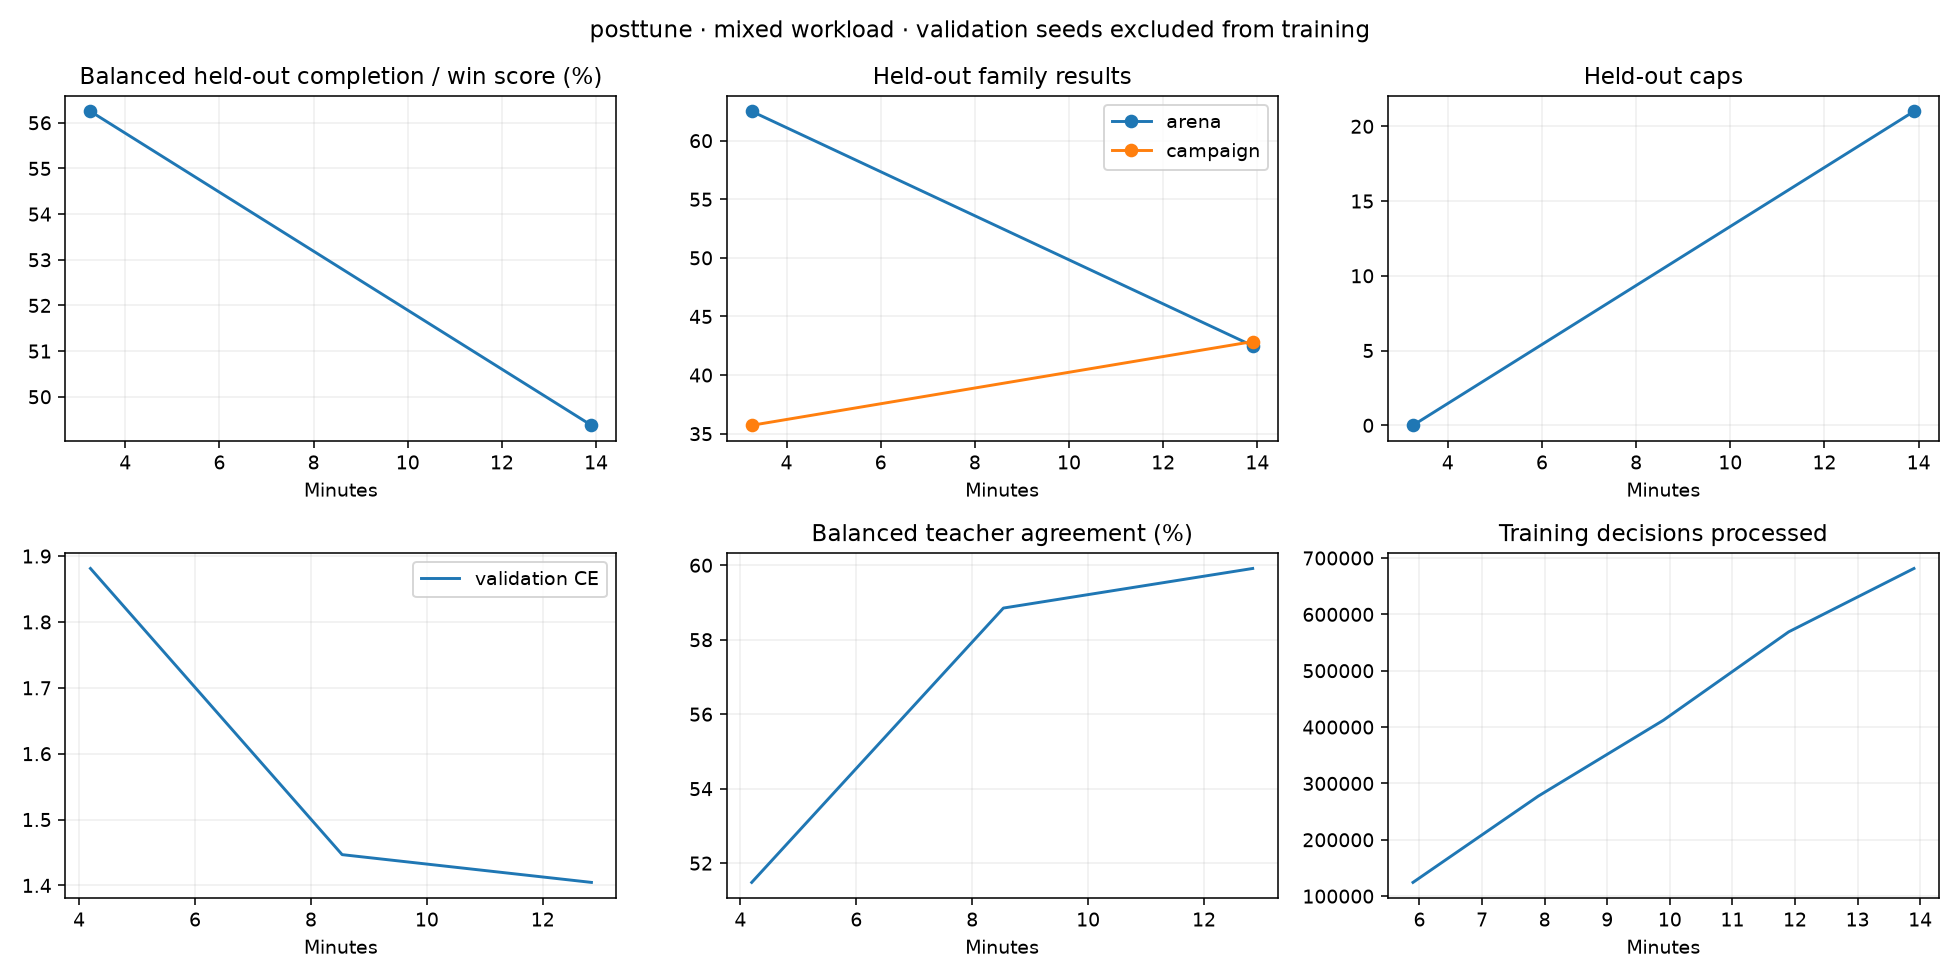 posttune · mixed workload · validation seeds excluded from training
Balanced held-out completion / win score (%)
56
55
54
53
52
51
50
4 6 8 10 12 14
Minutes
Held-out family results
arena
campaign
60
55
50
45
40
35
4 6 8 10 12 14
Minutes
Held-out caps
20
15
10
5
0
4 6 8 10 12 14
Minutes
validation CE
1.9
1.8
1.7
1.6
1.5
1.4
4 6 8 10 12
Minutes
Balanced teacher agreement (%)
60
58
56
54
52
4 6 8 10 12
Minutes
Training decisions processed
700000
600000
500000
400000
300000
200000
100000
6 7 8 9 10 11 12 13 14
Minutes